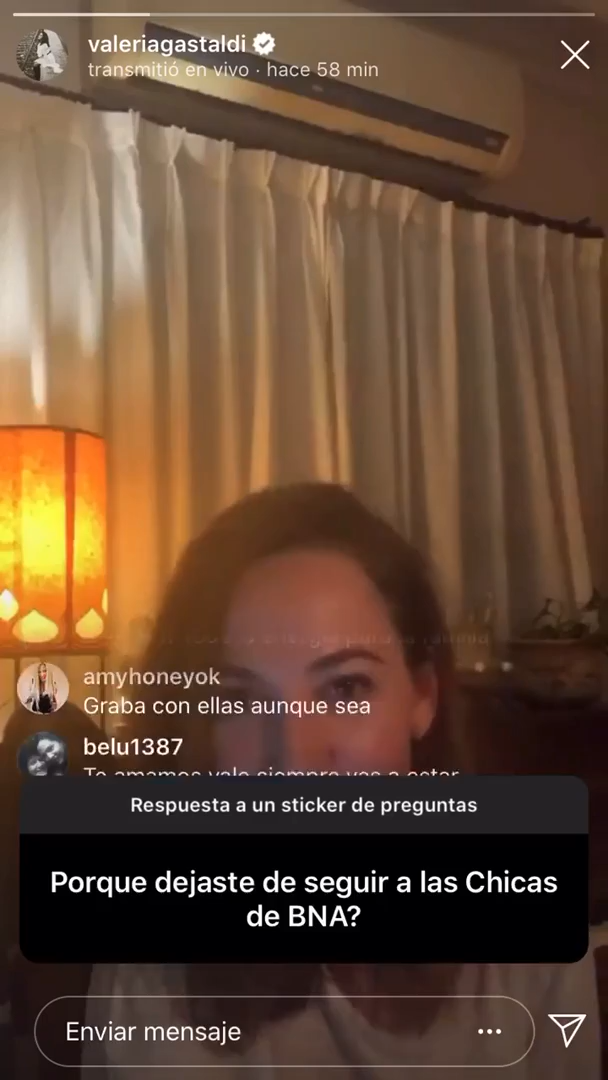 valeriagastaldi
transmitió en vivo · hace 58 min
amyhoneyok
Graba con ellas aunque sea
belu1387
Te amamos vale siempre vas a estar
Respuesta a un sticker de preguntas
Porque dejaste de seguir a las Chicas
de BNA?
Enviar mensaje